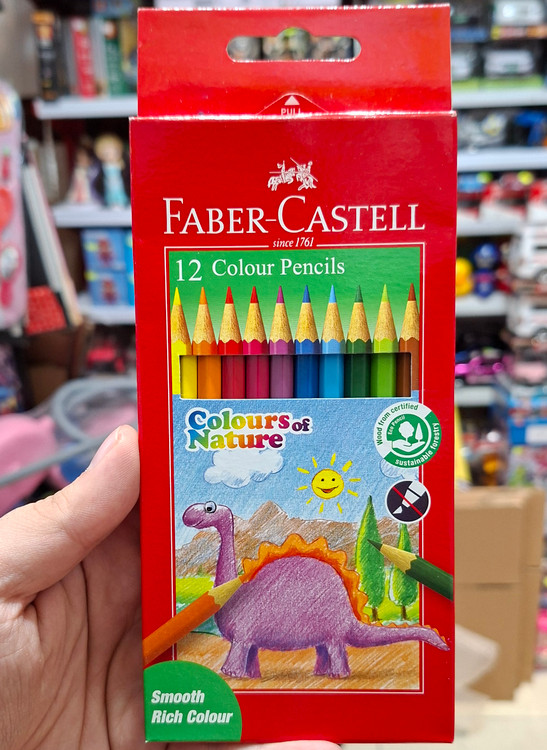 PULL
FABER-CASTELL
since 1761
12 Colour Pencils
Colours of
Nature
Wood from certified
sustainable forestry
Smooth
Rich Colour